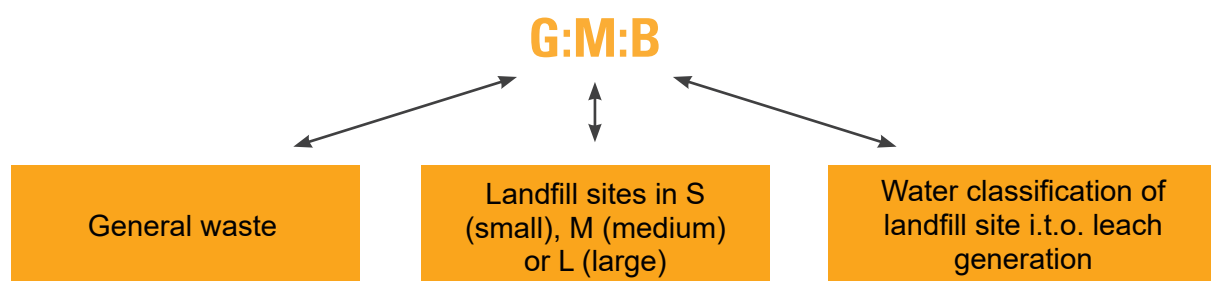 G:M:B
General waste
Landfill sites in S
(small), M (medium)
or L (large)
Water classification of
landfill site i.t.o. leach
generation